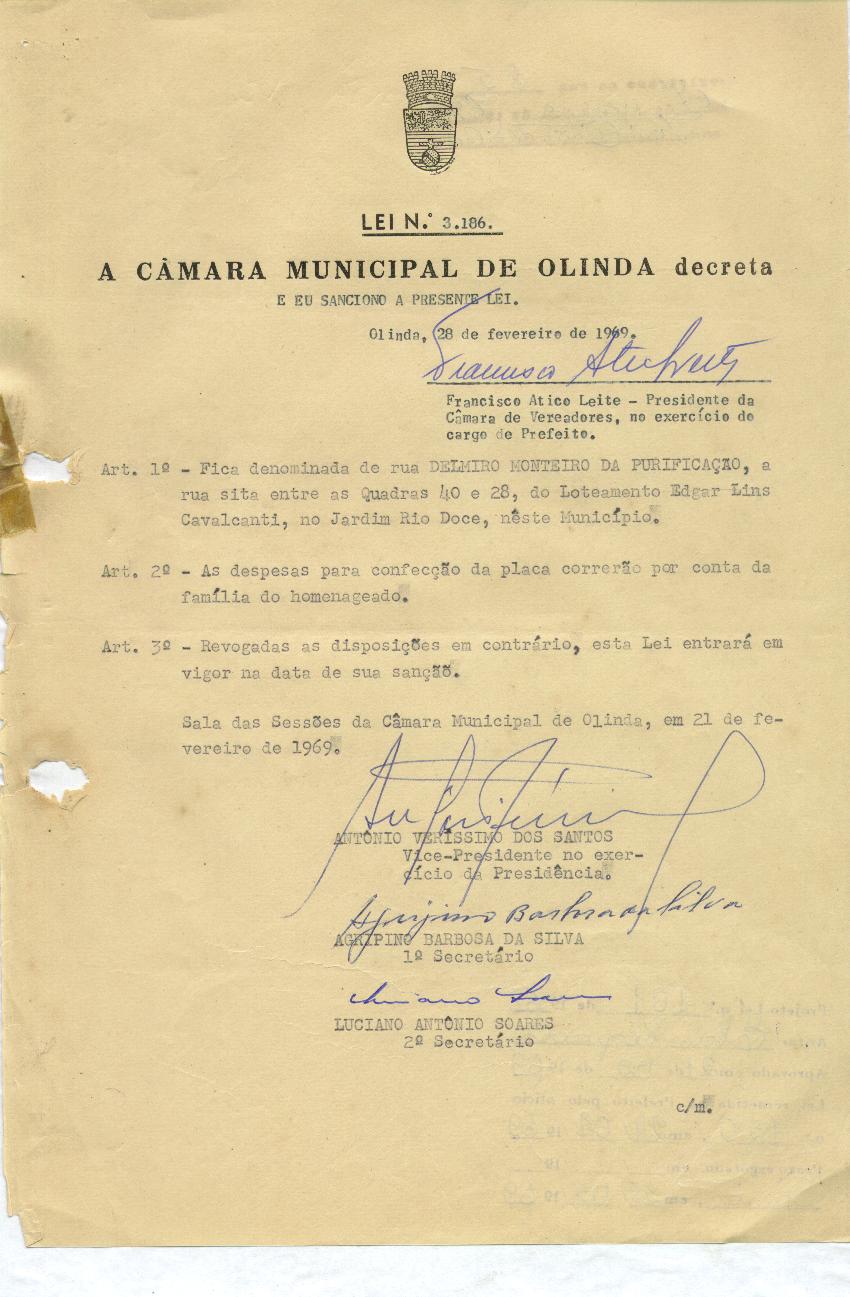 LEI N.º 3.186.
A CÂMARA MUNICIPAL DE OLINDA decreta
E EU SANCIONO A PRESENTE LEI.
Olinda, 28 de fevereiro de 1969.
Francisco Atico Leite
Francisco Atico Leite - Presidente da
Câmara de Vereadores, no exercício do
cargo de Prefeito.
Art. 1º - Fica denominada de rua DELMIRO MONTEIRO DA PURIFICAÇÃO, a
rua sita entre as Quadras 40 e 28, do Loteamento Edgar Lins
Cavalcanti, no Jardim Rio Doce, nêste Município.
Art. 2º - As despesas para confecção da placa correrão por conta da
família do homenageado.
Art. 3º - Revogadas as disposições em contrário, esta Lei entrará em
vigor na data de sua sanção.
Sala das Sessões da Câmara Municipal de Olinda, em 21 de fe-
vereiro de 1969.
ANTÔNIO VERÍSSIMO DOS SANTOS
Vice-Presidente no exer-
cício da Presidência.
Agripino Barbosa da Silva
AGRIPINO BARBOSA DA SILVA
1º Secretário
Luciano Soares
LUCIANO ANTÔNIO SOARES
2º Secretário
c/m.